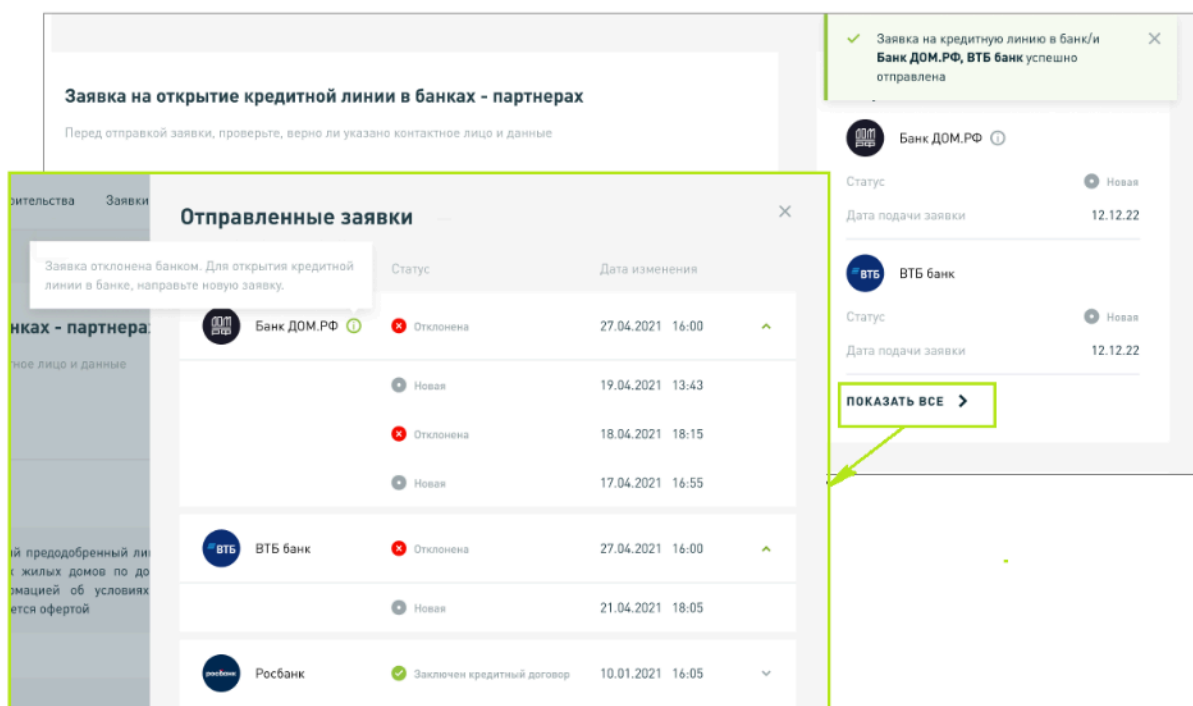 Заявка на кредитную линию в банк/и
Банк ДОМ.РФ, ВТБ банк успешно
отправлена
Заявка на открытие кредитной линии в банках - партнерах
Перед отправкой заявки, проверьте, верно ли указано контактное лицо и данные
Банк ДОМ.РФ
Статус Новая
Дата подачи заявки 12.12.22
ВТБ банк
Статус Новая
Дата подачи заявки 12.12.22
ПОКАЗАТЬ ВСЕ
Заявки
Отправленные заявки
Заявка отклонена банком. Для открытия кредитной
линии в банке, направьте новую заявку.
Статус Дата изменения
нках - партнера
ное лицо и данные
Банк ДОМ.РФ Отклонена 27.04.2021 16:00
Новая 19.04.2021 13:43
Отклонена 18.04.2021 18:15
Новая 17.04.2021 16:55
ВТБ ВТБ банк Отклонена 27.04.2021 16:00
Новая 21.04.2021 18:05
й предодобренный ли
жилых домов по до
мацией об условиях
ется офертой
росбанк Росбанк Заключен кредитный договор 10.01.2021 16:05